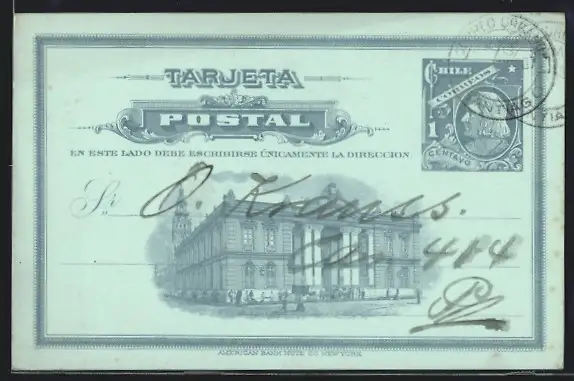 TARJETA
POSTAL
CHILE
CORREOS
1
CENTAVO
EN ESTE LADO DEBE ESCRIBIRSE ÚNICAMENTE LA DIRECCION
Sr. O. Krauss.
404
AMERICAN BANK NOTE CO. NEW YORK.